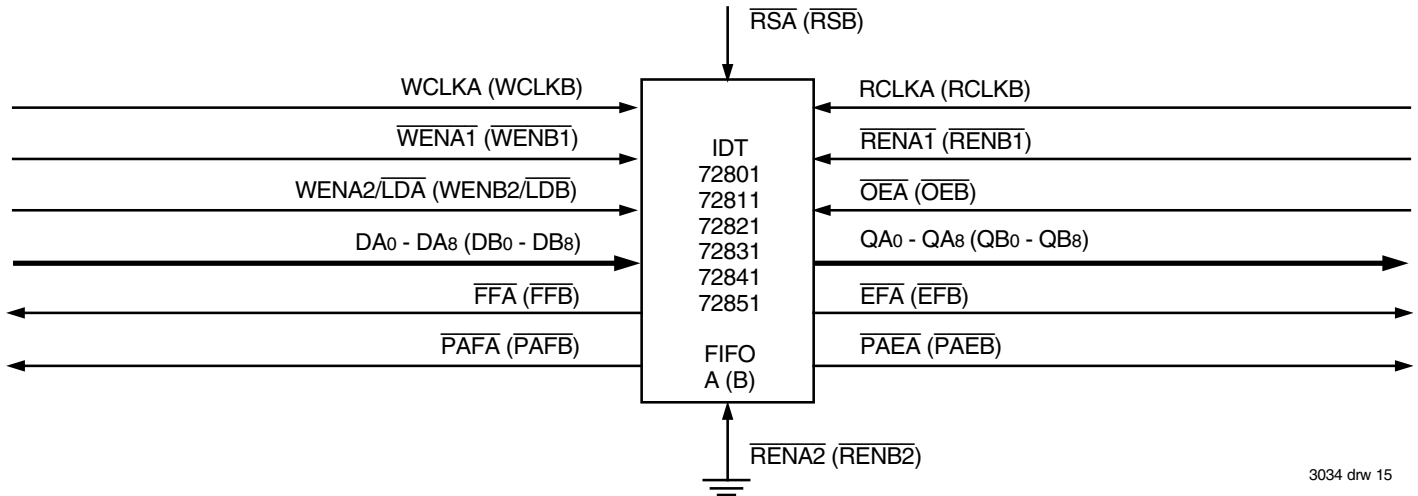 RSA (RSB)
WCLKA (WCLKB)
WENA1 (WENB1)
WENA2/LDA (WENB2/LDB)
DA0 - DA8 (DB0 - DB8)
FFA (FFB)
PAFA (PAFB)
IDT
72801
72811
72821
72831
72841
72851
FIFO
A (B)
RCLKA (RCLKB)
RENA1 (RENB1)
OEA (OEB)
QA0 - QA8 (QB0 - QB8)
EFA (EFB)
PAEA (PAEB)
RENA2 (RENB2)
3034 drw 15